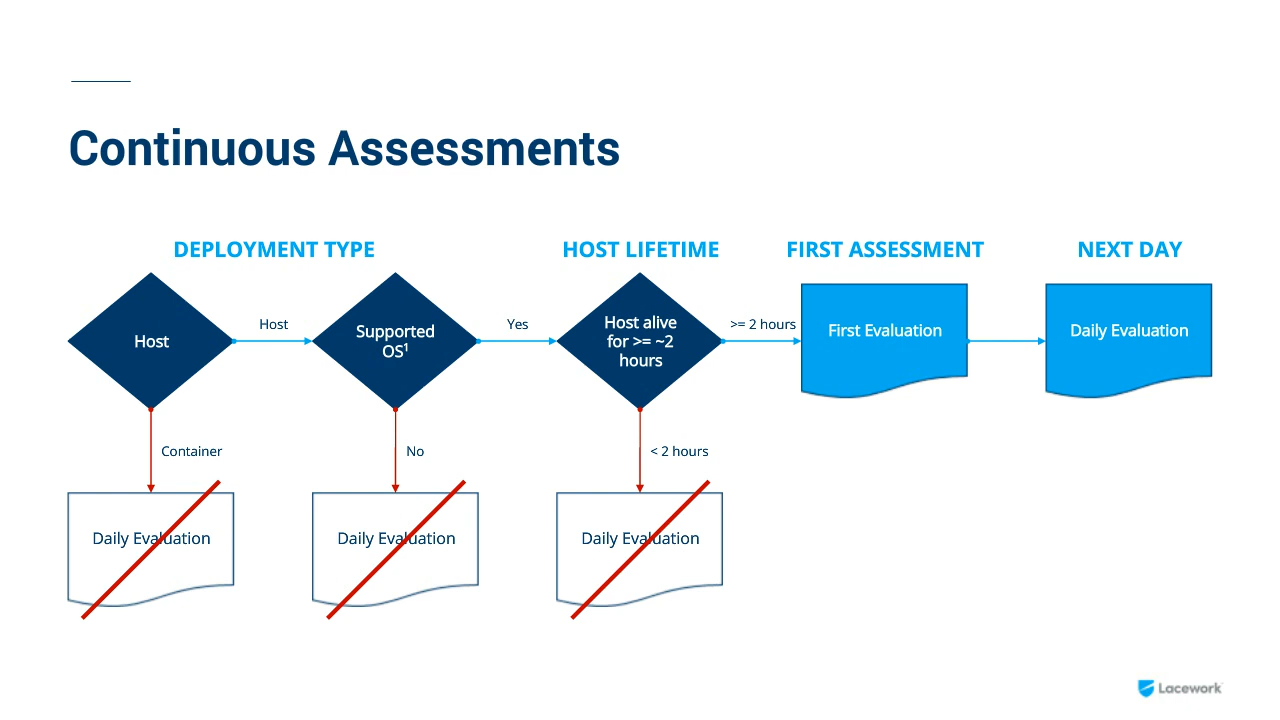 Continuous Assessments
DEPLOYMENT TYPE
HOST LIFETIME
FIRST ASSESSMENT
NEXT DAY
Host
Host
Supported
OS¹
Yes
Host alive
for >= ~2
hours
>= 2 hours
First Evaluation
Daily Evaluation
Container
No
< 2 hours
Daily Evaluation
Daily Evaluation
Daily Evaluation
Lacework